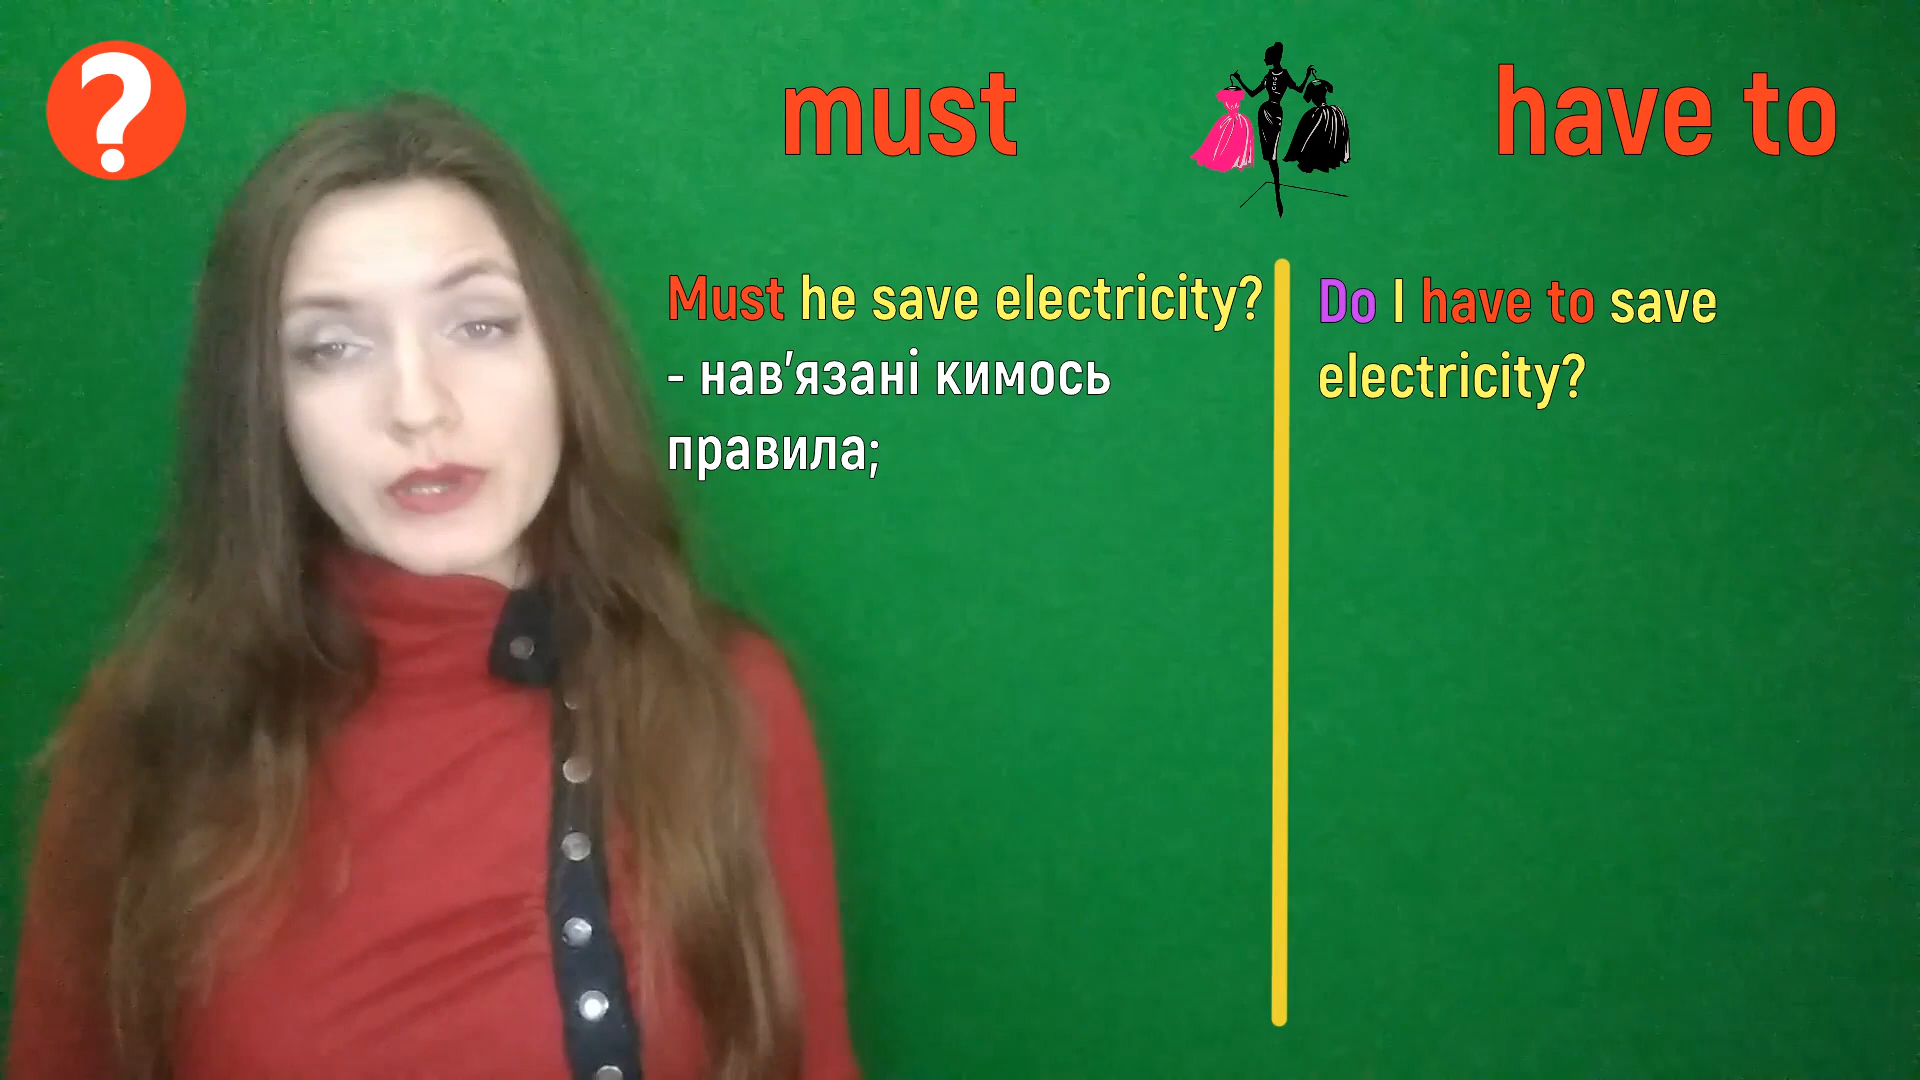 ?
must
have to
Must he save electricity?
- нав’язані кимось
правила;
Do I have to save
electricity?